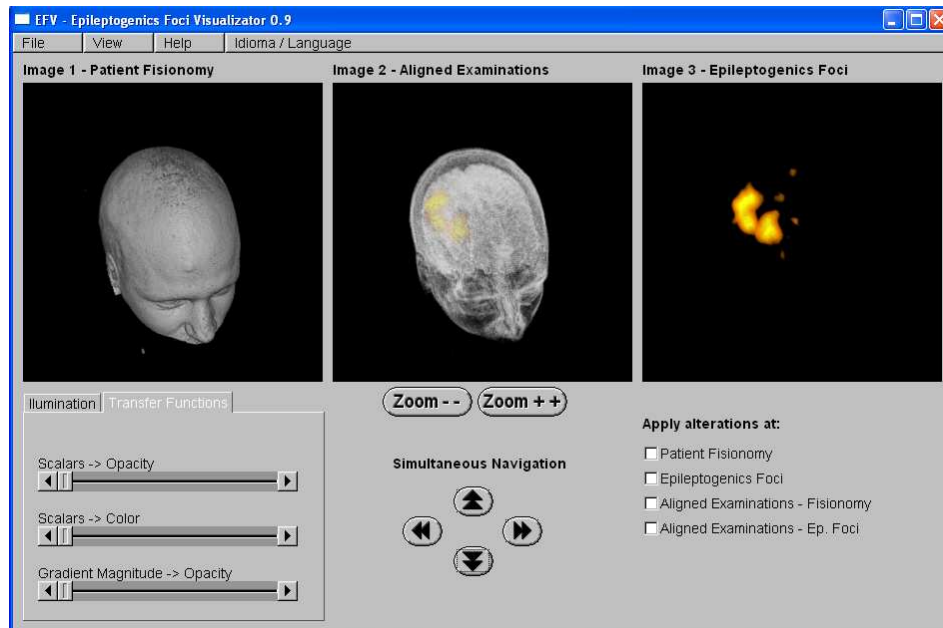 EFV - Epileptogenics Foci Visualizator 0.9
File View Help Idioma / Language
Image 1 - Patient Fisionomy
Image 2 - Aligned Examinations
Image 3 - Epileptogenics Foci
Ilumination Transfer Functions
Scalars -> Opacity
Scalars -> Color
Gradient Magnitude -> Opacity
Zoom - - Zoom + +
Simultaneous Navigation
Apply alterations at:
Patient Fisionomy
Epileptogenics Foci
Aligned Examinations - Fisionomy
Aligned Examinations - Ep. Foci